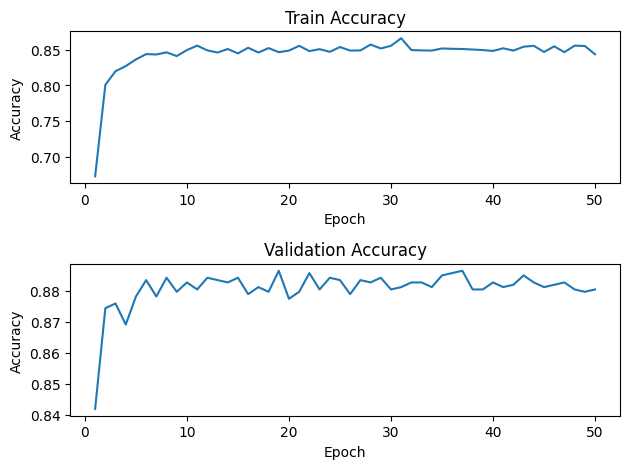 Train Accuracy
0.85
0.80
0.75
0.70
Accuracy
0 10 20 30 40 50
Epoch
Validation Accuracy
0.88
0.87
0.86
0.85
0.84
Accuracy
0 10 20 30 40 50
Epoch